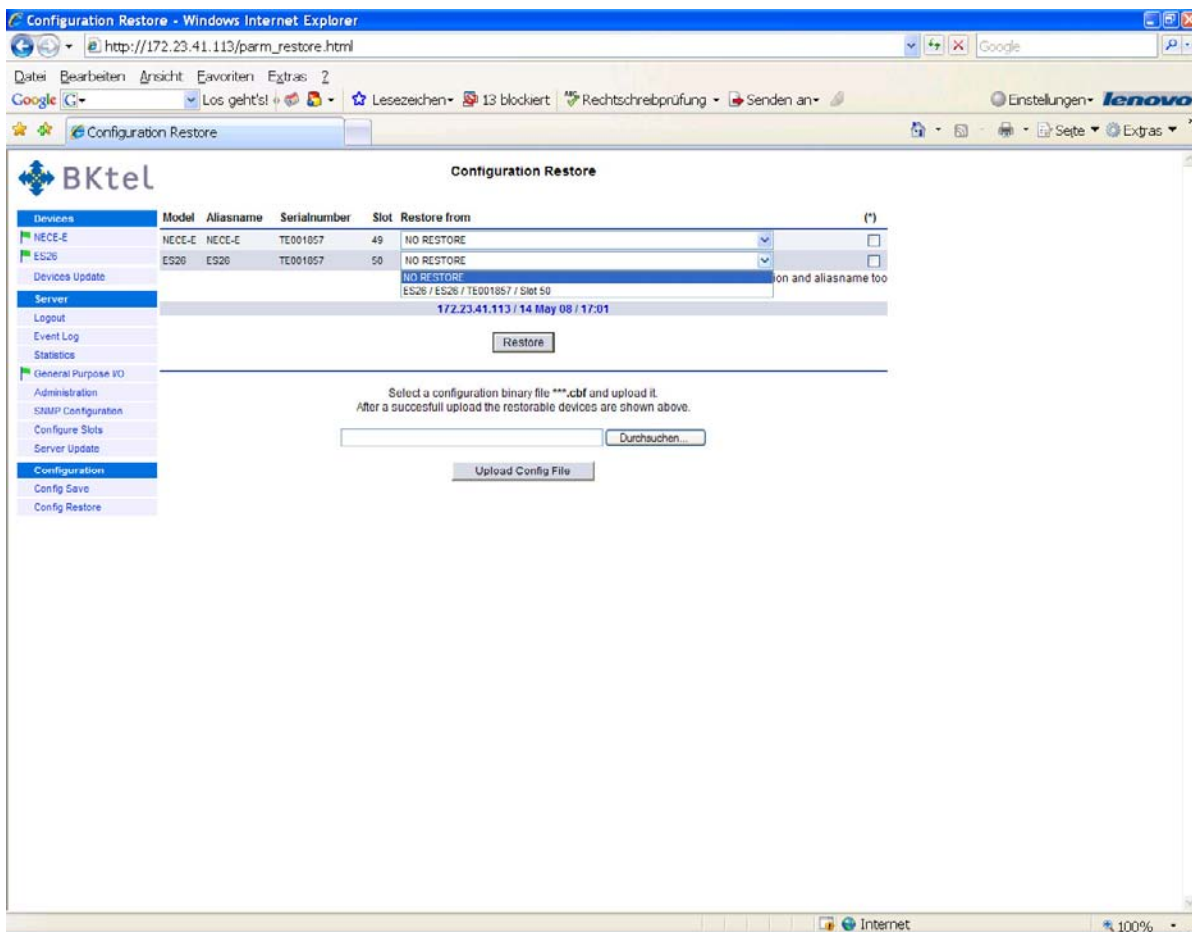 Configuration Restore - Windows Internet Explorer
http://172.23.41.113/parm_restore.html
Google
Datei Bearbeiten Ansicht Favoriten Extras ?
Google G Los geht's! Lesezeichen 13 blockiert Rechtschreibprüfung Senden an Einstellungen lenovo
Configuration Restore Seite Extras
BKtel
Configuration Restore
Devices
NECE-E
ES26
Devices Update
Server
Logout
Event Log
Statistics
General Purpose I/O
Administration
SNMP Configuration
Configure Slots
Server Update
Configuration
Config Save
Config Restore
Model Aliasname Serialnumber Slot Restore from (*)
NECE-E NECE-E TE001857 49 NO RESTORE
ES26 ES26 TE001857 50 NO RESTORE
NO RESTORE
ES26 / ES26 / TE001857 / Slot 50
ion and aliasname too
172.23.41.113 / 14 May 08 / 17:01
Restore
Select a configuration binary file ***.cbf and upload it.
After a succesfull upload the restorable devices are shown above.
Durchsuchen...
Upload Config File
Internet 100%